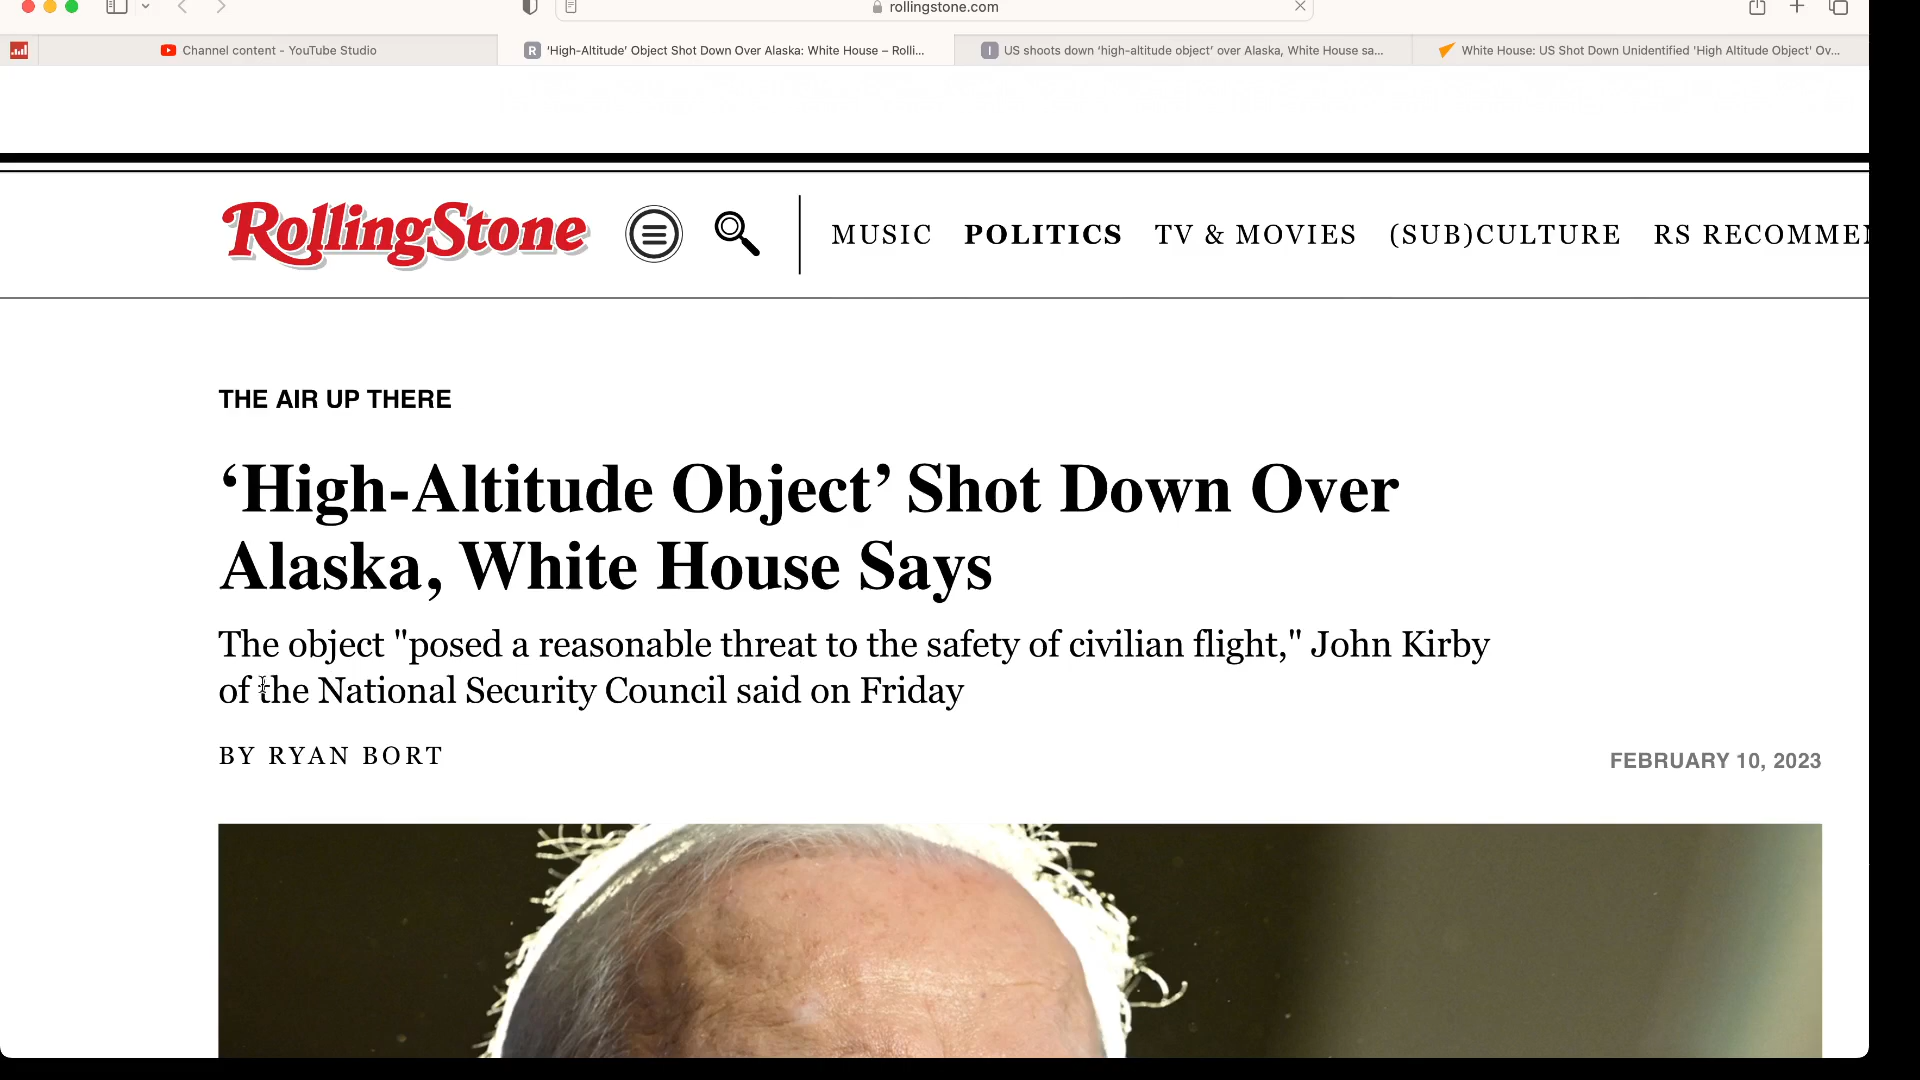 rollingstone.com
Channel content - YouTube Studio
R
‘High-Altitude’ Object Shot Down Over Alaska: White House – Rolli...
I
US shoots down ‘high-altitude object’ over Alaska, White House sa...
White House: US Shot Down Unidentified 'High Altitude Object' Ov...
RollingStone
MUSIC
POLITICS
TV & MOVIES
(SUB)CULTURE
RS RECOMMEN
THE AIR UP THERE
‘High-Altitude Object’ Shot Down Over
Alaska, White House Says
The object "posed a reasonable threat to the safety of civilian flight," John Kirby
of the National Security Council said on Friday
BY RYAN BORT
FEBRUARY 10, 2023